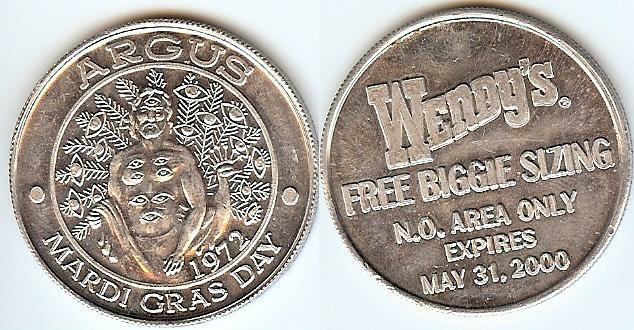 ARGUS
1972
MARDI GRAS DAY
WENDY'S®
FREE BIGGIE SIZING
N.O. AREA ONLY
EXPIRES
MAY 31, 2000